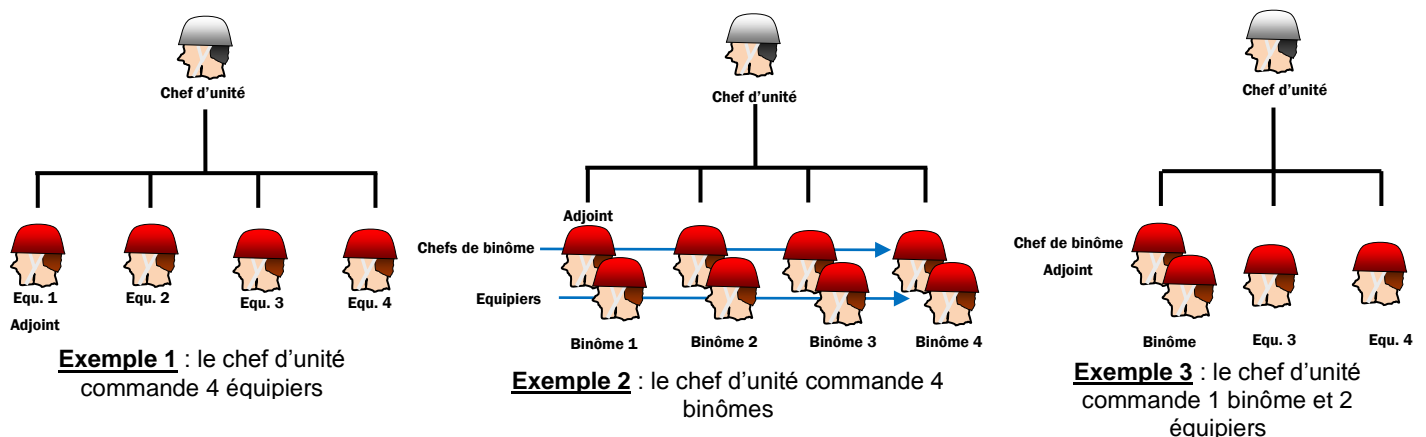 Chef d’unité
Equ. 1
Equ. 2
Equ. 3
Equ. 4
Adjoint
Exemple 1 : le chef d’unité
commande 4 équipiers
Chef d’unité
Adjoint
Chefs de binôme
Equipiers
Binôme 1
Binôme 2
Binôme 3
Binôme 4
Exemple 2 : le chef d’unité commande 4
binômes
Chef d’unité
Chef de binôme
Adjoint
Binôme
Equ. 3
Equ. 4
Exemple 3 : le chef d’unité
commande 1 binôme et 2
équipiers